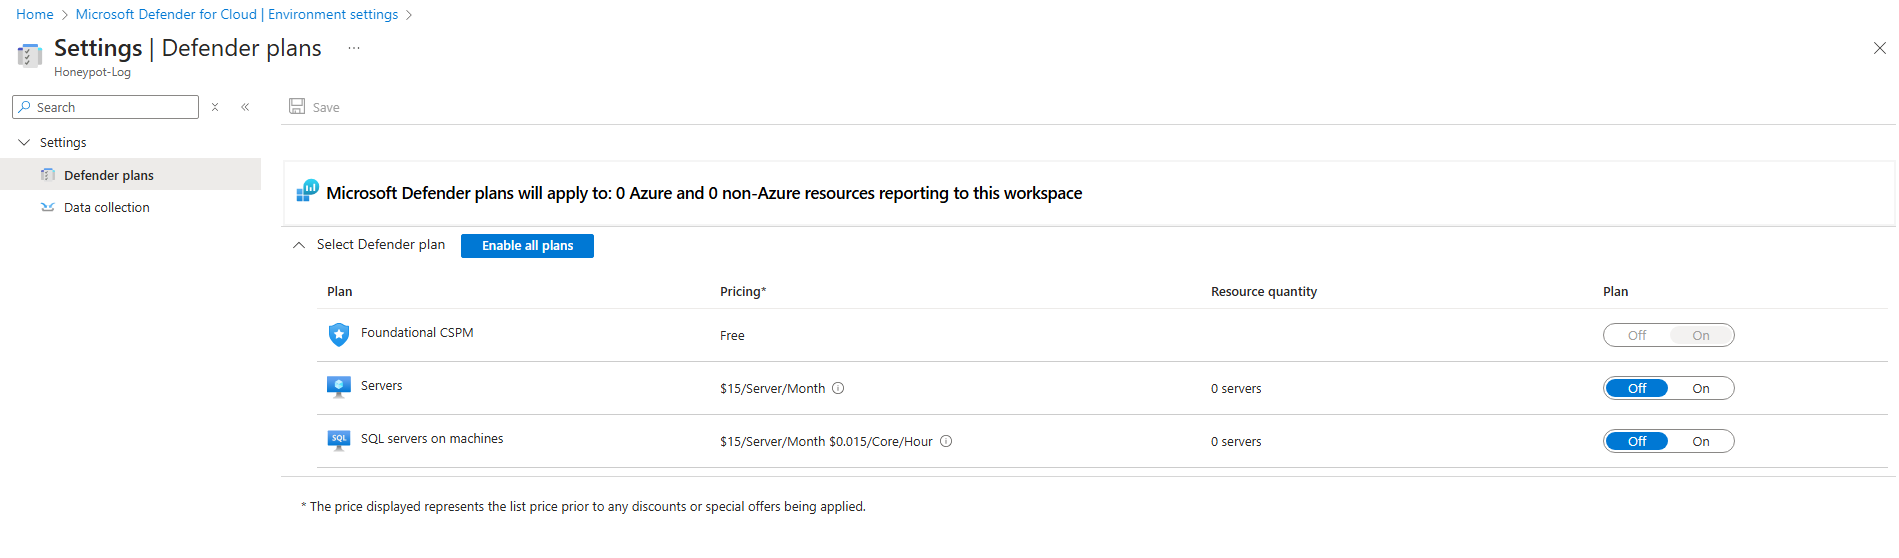 Home > Microsoft Defender for Cloud | Environment settings >
Settings | Defender plans ...
Honeypot-Log
Search
Save
Settings
Defender plans
Data collection
Microsoft Defender plans will apply to: 0 Azure and 0 non-Azure resources reporting to this workspace
Select Defender plan Enable all plans
Plan Pricing* Resource quantity Plan
Foundational CSPM Free Off On
Servers $15/Server/Month 0 servers Off On
SQL SQL servers on machines $15/Server/Month $0.015/Core/Hour 0 servers Off On
* The price displayed represents the list price prior to any discounts or special offers being applied.